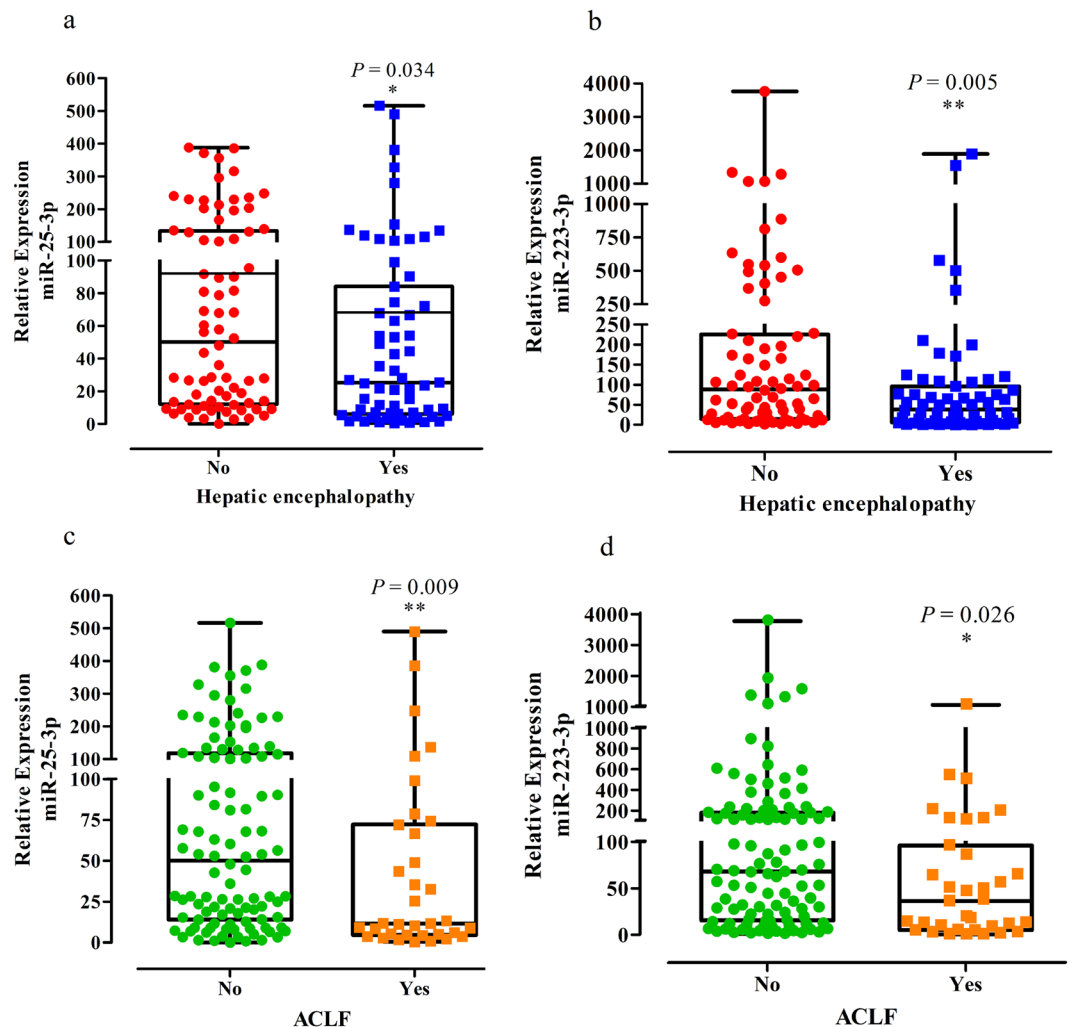 a
P = 0.034
*
Relative Expression
miR-25-3p
600
500
400
300
200
100
100
80
60
40
20
0
No
Yes
Hepatic encephalopathy
b
P = 0.005
**
Relative Expression
miR-223-3p
4000
3000
2000
1000
1000
750
500
250
250
200
150
100
50
0
No
Yes
Hepatic encephalopathy
c
P = 0.009
**
Relative Expression
miR-25-3p
600
500
400
300
200
100
100
75
50
25
0
No
Yes
ACLF
d
P = 0.026
*
Relative Expression
miR-223-3p
4000
3000
2000
1000
1000
800
600
400
200
100
50
0
No
Yes
ACLF